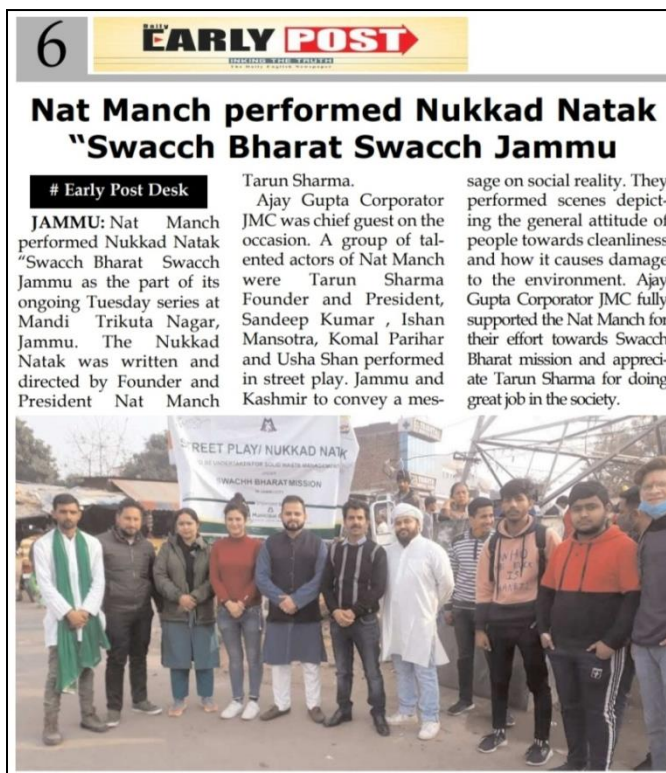 6
Daily
EARLY POST
INKING THE TRUTH
The Daily English Newspaper
Nat Manch performed Nukkad Natak
“Swacch Bharat Swacch Jammu
# Early Post Desk
JAMMU: Nat Manch
performed Nukkad Natak
“Swacch Bharat Swacch
Jammu as the part of its
ongoing Tuesday series at
Mandi Trikuta Nagar,
Jammu. The Nukkad
Natak was written and
directed by Founder and
President Nat Manch
Tarun Sharma.
Ajay Gupta Corporator
JMC was chief guest on the
occasion. A group of tal-
ented actors of Nat Manch
were Tarun Sharma
Founder and President,
Sandeep Kumar , Ishan
Mansotra, Komal Parihar
and Usha Shan performed
in street play. Jammu and
Kashmir to convey a mes-
sage on social reality. They
performed scenes depict-
ing the general attitude of
people towards cleanliness
and how it causes damage
to the environment. Ajay
Gupta Corporator JMC fully
supported the Nat Manch for
their effort towards Swacch
Bharat mission and appreci-
ate Tarun Sharma for doing
great job in the society.
STREET PLAY/ NUKKAD NATK
SWACHH BHARAT MISSION